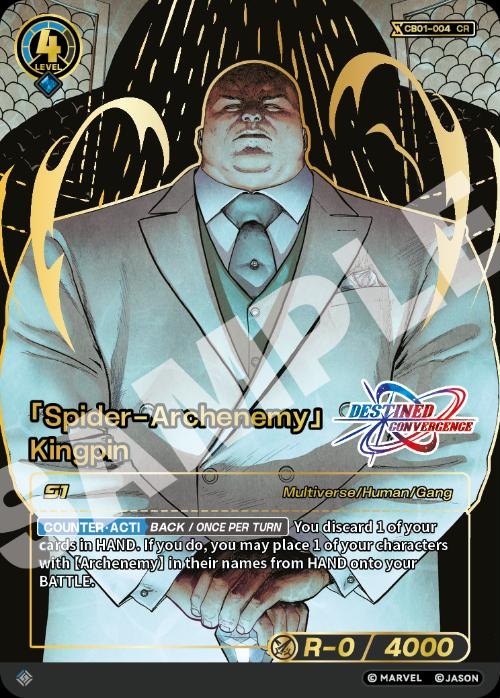 4
LEVEL
CB01-004 CR
SAMPLE
「Spider-Archenemy」
Kingpin
DESTINED
CONVERGENCE
S1
Multiverse/Human/Gang
COUNTER·ACT1 BACK / ONCE PER TURN You discard 1 of your
cards in HAND. If you do, you may place 1 of your characters
with 【Archenemy】 in their names from HAND onto your
BATTLE.
R-0 / 4000
© MARVEL ©JASON